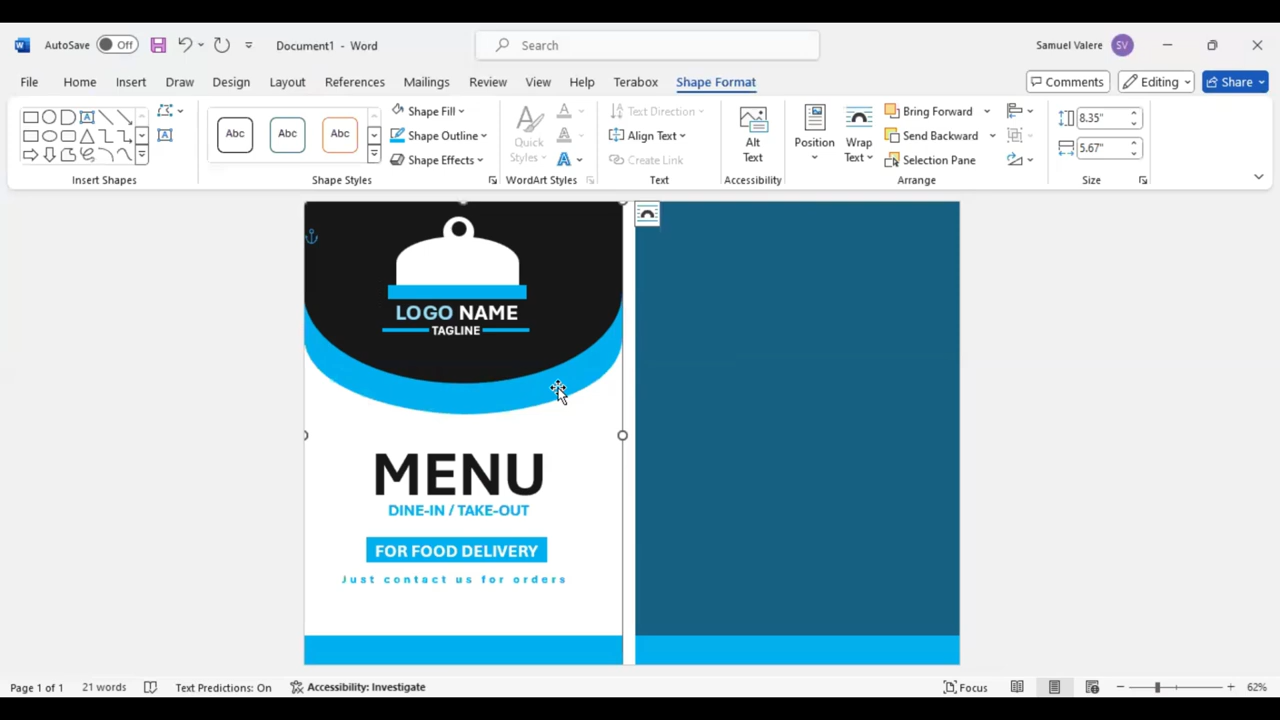 AutoSave Off Document1 - Word Search Samuel Valere SV
File Home Insert Draw Design Layout References Mailings Review View Help Terabox Shape Format Comments Editing Share
Abc Abc Abc
Shape Fill
Shape Outline
Shape Effects
Quick
Styles
Text Direction
Align Text
Create Link
Alt
Text
Position
Wrap
Text
Bring Forward
Send Backward
Selection Pane
8.35"
5.67"
Insert Shapes Shape Styles WordArt Styles Text Accessibility Arrange Size
LOGO NAME
TAGLINE
MENU
DINE-IN / TAKE-OUT
FOR FOOD DELIVERY
Just contact us for orders
Page 1 of 1 21 words Text Predictions: On Accessibility: Investigate Focus 62%